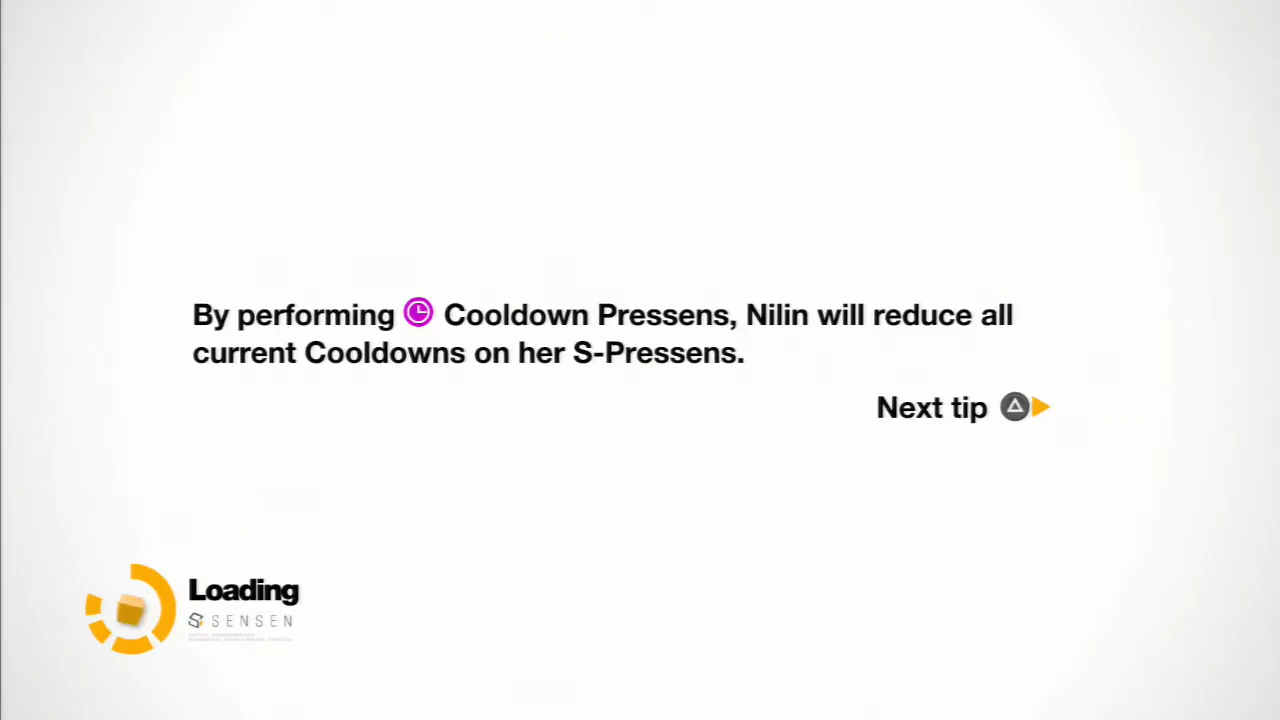 By performing Cooldown Pressens, Nilin will reduce all
current Cooldowns on her S-Pressens.
Next tip
Loading
SENSEN